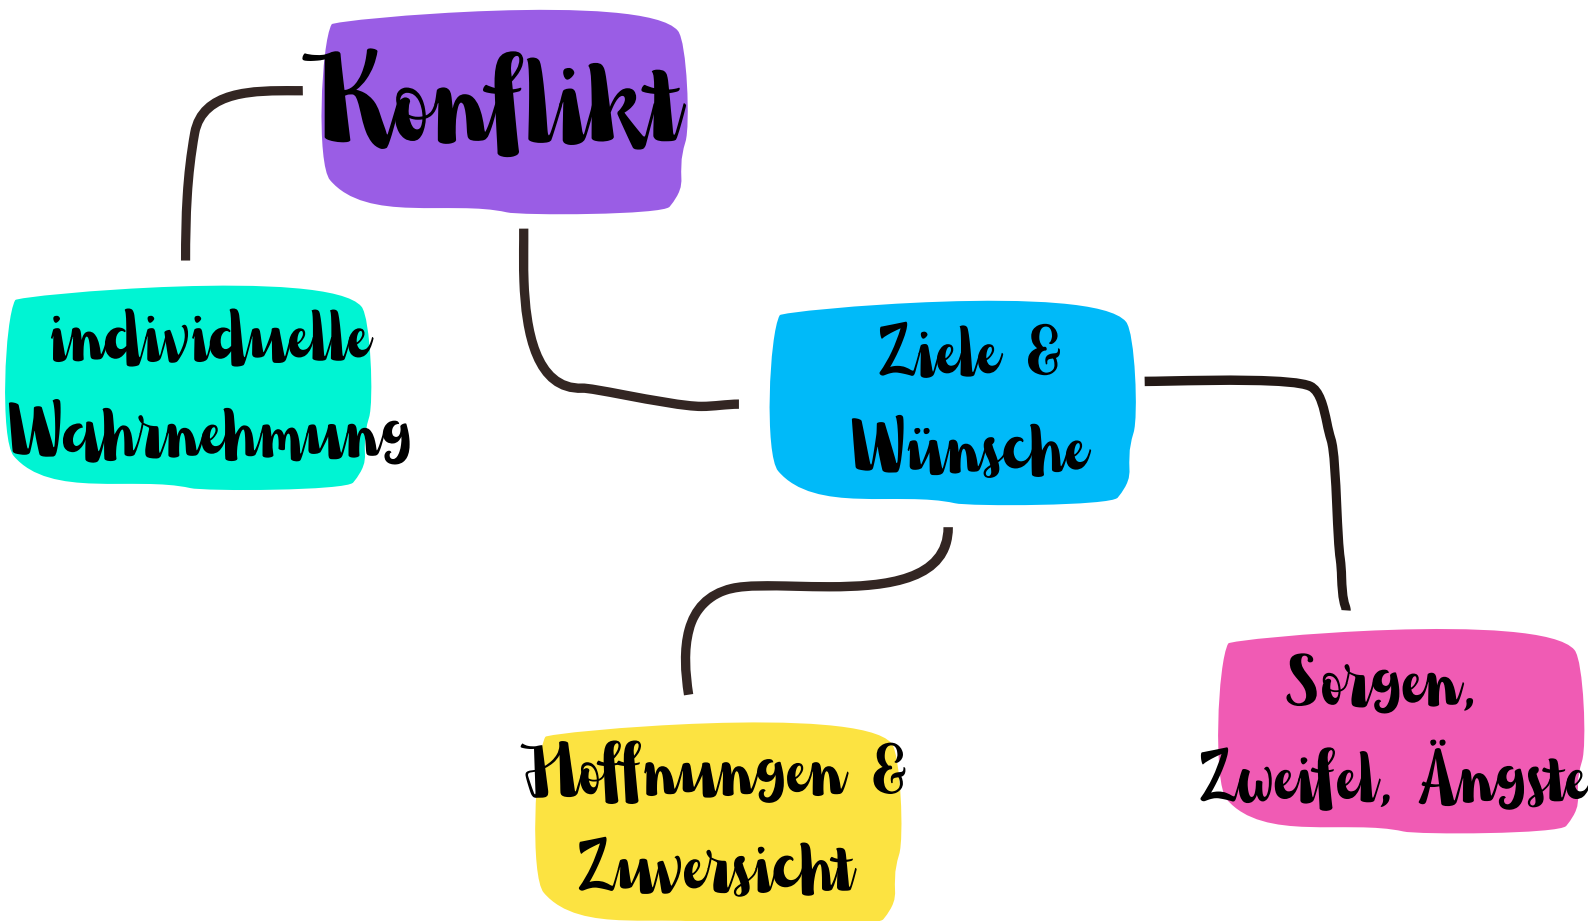 Konflikt
individuelle
Wahrnehmung
Ziele &
Wünsche
Hoffnungen &
Zuversicht
Sorgen,
Zweifel, Ängste